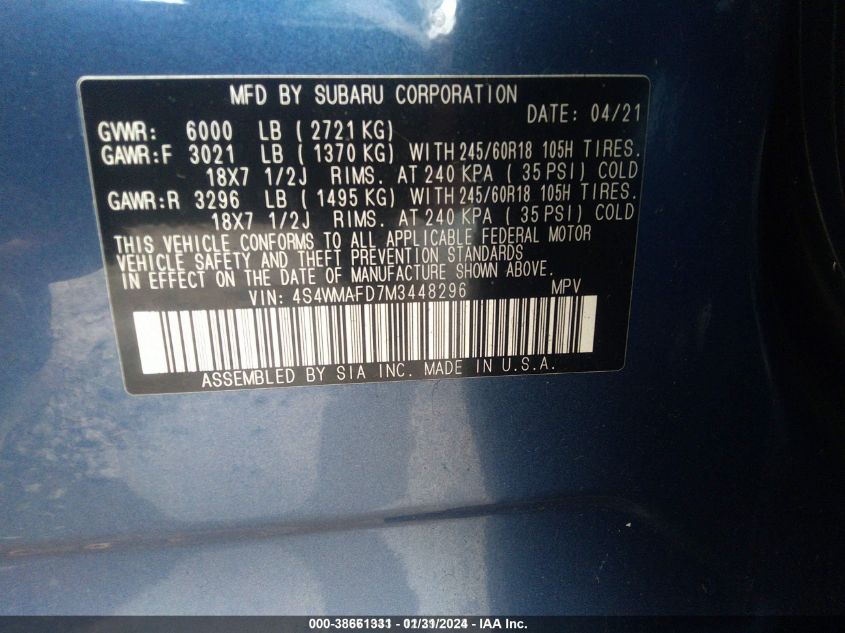 MFD BY SUBARU CORPORATION
DATE: 04/21
GVWR: 6000 LB ( 2721 KG)
GAWR:F 3021 LB ( 1370 KG) WITH 245/60R18 105H TIRES.
18X7 1/2J RIMS. AT 240 KPA ( 35 PSI) COLD
GAWR:R 3296 LB ( 1495 KG) WITH 245/60R18 105H TIRES.
18X7 1/2J RIMS. AT 240 KPA ( 35 PSI) COLD
THIS VEHICLE CONFORMS TO ALL APPLICABLE FEDERAL MOTOR
VEHICLE SAFETY AND THEFT PREVENTION STANDARDS
IN EFFECT ON THE DATE OF MANUFACTURE SHOWN ABOVE.
VIN: 4S4WMAFD7M3448296 MPV
ASSEMBLED BY SIA INC. MADE IN U.S.A.
000-38661331 - 01/31/2024 - IAA Inc.